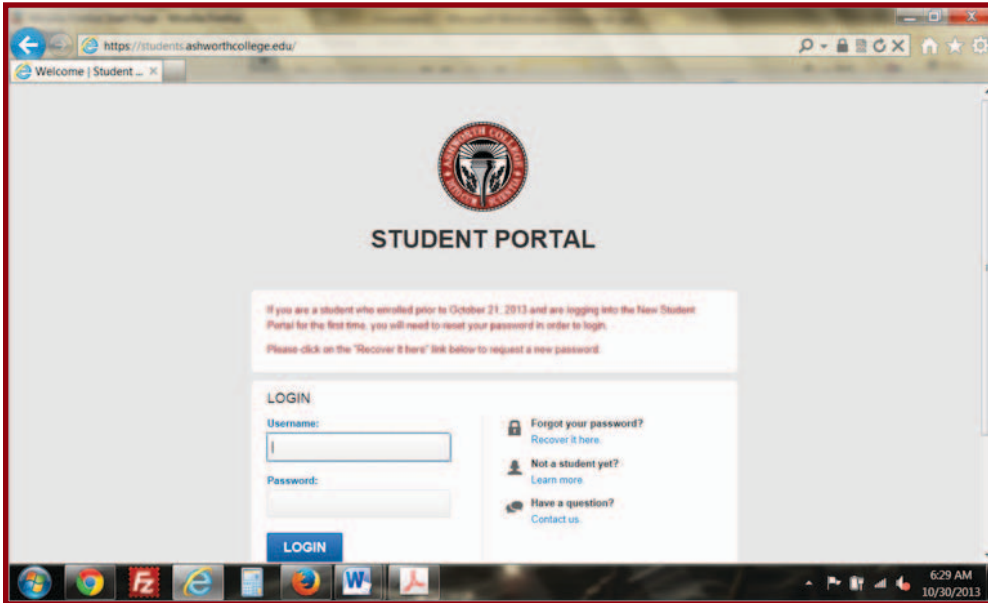 https://students.ashworthcollege.edu/
Welcome | Student ...
ASHWORTH COLLEGE
STUDENT PORTAL
If you are a student who enrolled prior to October 21, 2013 and are logging into the New Student
Portal for the first time, you will need to reset your password in order to login.
Please click on the "Recover it here" link below to request a new password.
LOGIN
Username:
Password:
LOGIN
Forgot your password?
Recover it here.
Not a student yet?
Learn more.
Have a question?
Contact us.
Fz
W
6:29 AM
10/30/2013